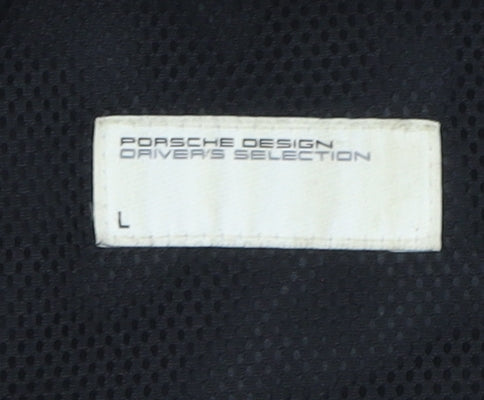 PORSCHE DESIGN
DRIVER'S SELECTION
L